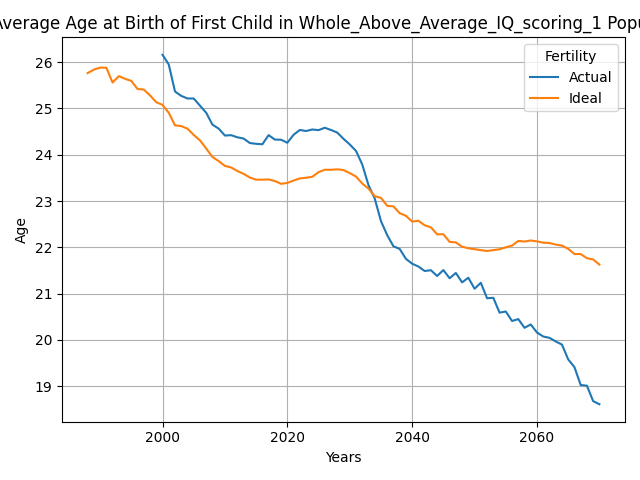 Average Age at Birth of First Child in Whole_Above_Average_IQ_scoring_1
Fertility
Actual
Ideal
26
25
24
23
22
21
20
19
Age
2000
2020
2040
2060
Years